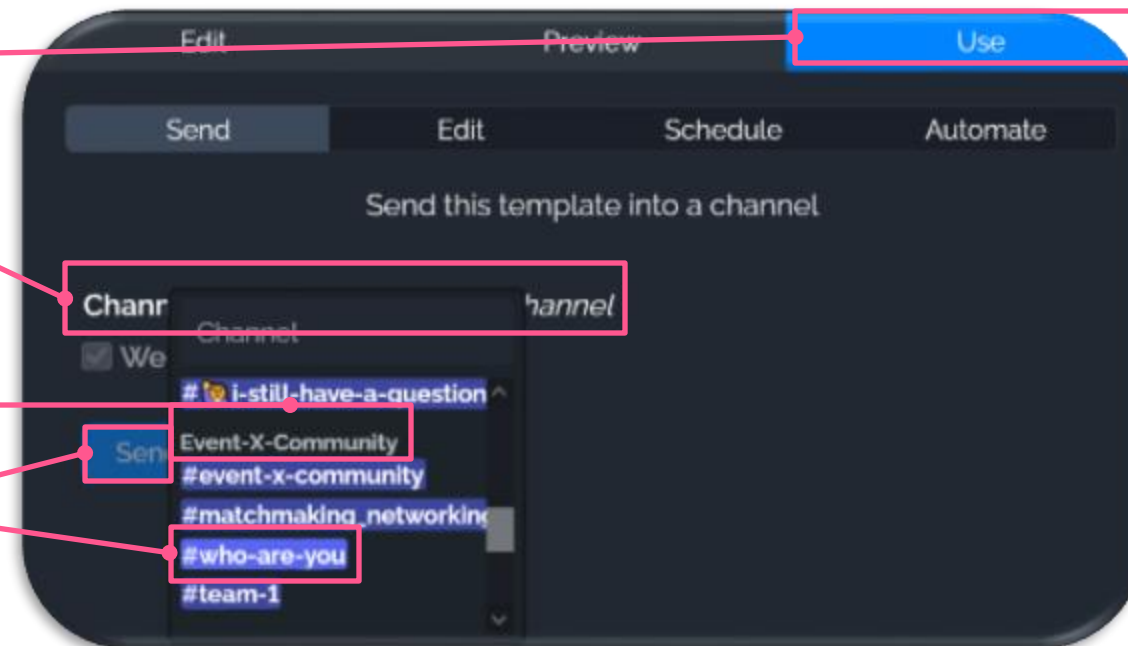 Edit Preview Use
Send Edit Schedule Automate
Send this template into a channel
Chann hannel
Channel
We
#🙋 i-still-have-a-question
Event-X-Community
Sen
#event-x-community
#matchmaking_networking
#who-are-you
#team-1